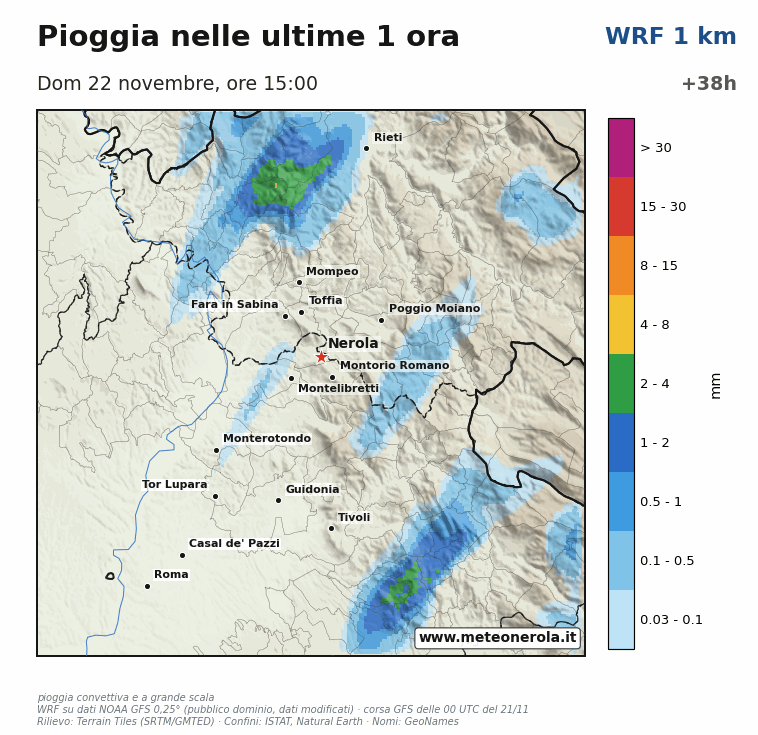 Pioggia nelle ultime 1 ora
WRF 1 km
Dom 22 novembre, ore 15:00
+38h
Rieti
Mompeo
Fara in Sabina
Toffia
Poggio Moiano
Nerola
Montorio Romano
Montelibretti
Monterotondo
Tor Lupara
Guidonia
Tivoli
Casal de' Pazzi
Roma
www.meteonerola.it
> 30
15 - 30
8 - 15
4 - 8
2 - 4
1 - 2
0.5 - 1
0.1 - 0.5
0.03 - 0.1
mm
pioggia convettiva e a grande scala
WRF su dati NOAA GFS 0,25° (pubblico dominio, dati modificati) · corsa GFS delle 00 UTC del 21/11
Rilievo: Terrain Tiles (SRTM/GMTED) · Confini: ISTAT, Natural Earth · Nomi: GeoNames